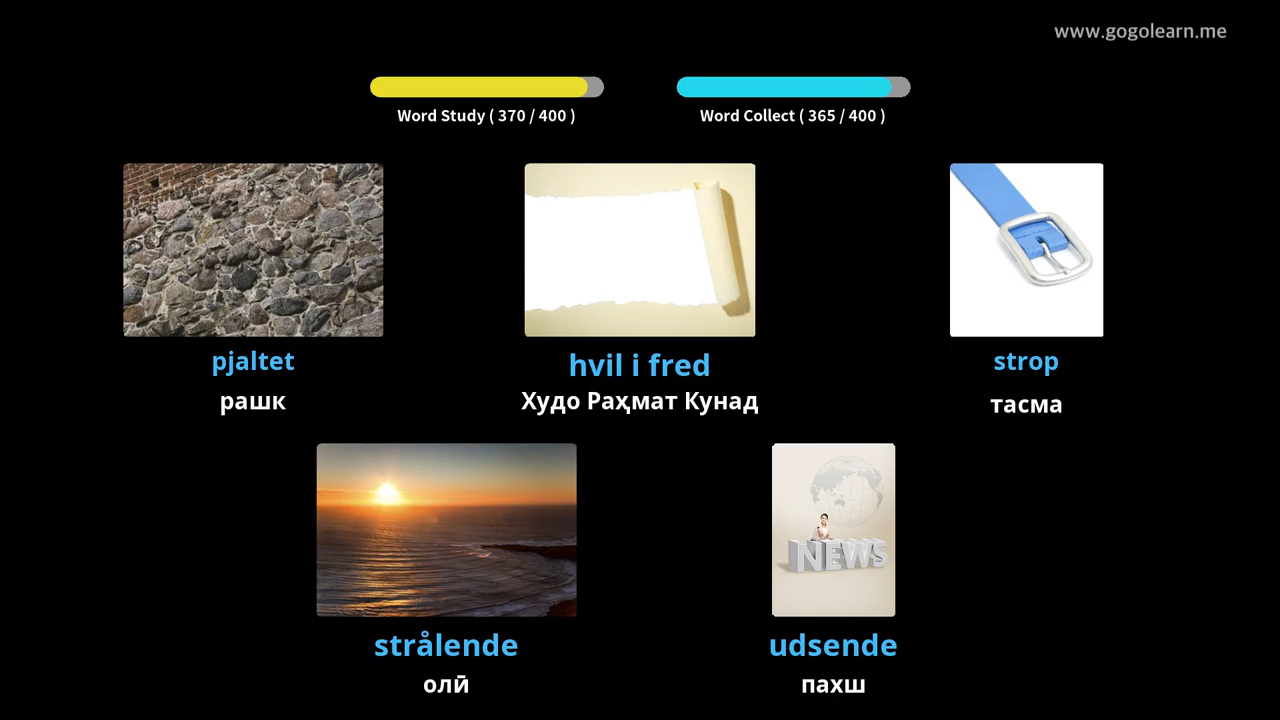 www.gogolearn.me
Word Study ( 370 / 400 )
Word Collect ( 365 / 400 )
pjaltet
рашк
hvil i fred
Худо Раҳмат Кунад
strop
тасма
NEWS
strålende
олӣ
udsende
пахш